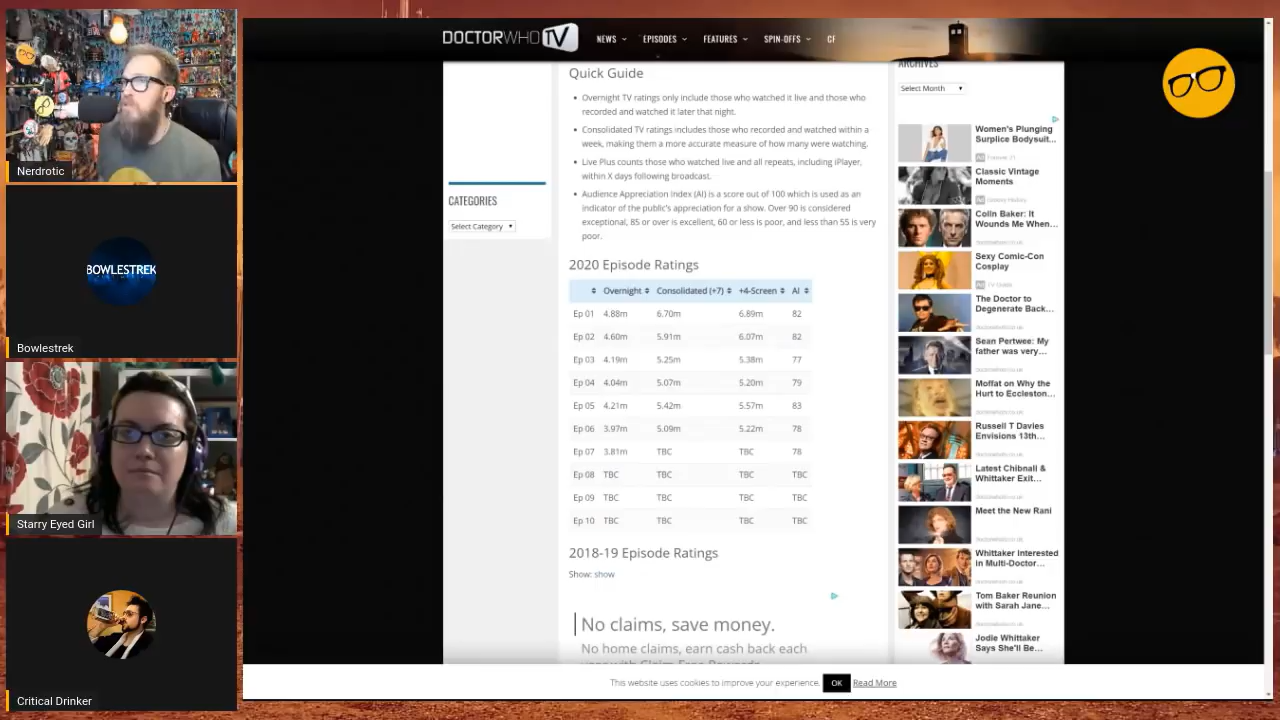 Nerdrotic
BOWLESTREK
Bowlestrek
Starry Eyed Girl
Critical Drinker
DOCTORWHOTV
NEWS
EPISODES
FEATURES
SPIN-OFFS
CF
CATEGORIES
Select Category
Quick Guide
Overnight TV ratings only include those who watched it live and those who
recorded and watched it later that night.
Consolidated TV ratings includes those who recorded and watched within a
week, making them a more accurate measure of how many were watching.
Live Plus counts those who watched live and all repeats, including iPlayer,
within X days following broadcast.
Audience Appreciation Index (AI) is a score out of 100 which is used as an
indicator of the public's appreciation for a show. Over 90 is considered
exceptional, 85 or over is excellent, 60 or less is poor, and less than 55 is very
poor.
2020 Episode Ratings
Overnight Consolidated (+7) +4-Screen AI
Ep 01 4.88m 6.70m 6.89m 82
Ep 02 4.60m 5.91m 6.07m 82
Ep 03 4.19m 5.25m 5.38m 77
Ep 04 4.04m 5.07m 5.20m 79
Ep 05 4.21m 5.42m 5.57m 83
Ep 06 3.97m 5.09m 5.22m 78
Ep 07 3.81m TBC TBC 78
Ep 08 TBC TBC TBC TBC
Ep 09 TBC TBC TBC TBC
Ep 10 TBC TBC TBC TBC
2018-19 Episode Ratings
Show: show
No claims, save money.
No home claims, earn cash back each
ARCHIVES
Select Month
Women's Plunging
Surplice Bodysuit...
Ad Forever 21
Classic Vintage
Moments
Ad
Colin Baker: It
Wounds Me When...
Sexy Comic-Con
Cosplay
Ad TV Guide
The Doctor to
Degenerate Back...
Sean Pertwee: My
father was very...
Moffat on Why the
Hurt to Eccleston...
Russell T Davies
Envisions 13th...
Latest Chibnall &
Whittaker Exit...
Meet the New Rani
Whittaker Interested
in Multi-Doctor...
Tom Baker Reunion
with Sarah Jane...
Jodie Whittaker
Says She'll Be...
This website uses cookies to improve your experience. OK Read More